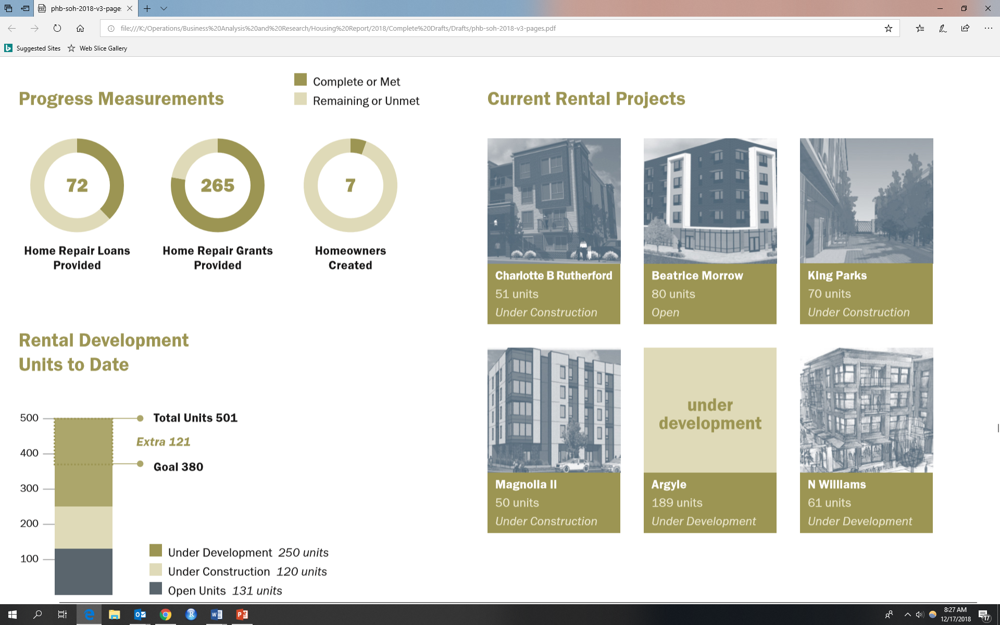 phb-soh-2018-v3-page
file:///K:/Operations/Business%20Analysis%20and%20Research/Housing%20Report/2018/Complete%20Drafts/Drafts/phb-soh-2018-v3-pages.pdf
Suggested Sites
Web Slice Gallery
Complete or Met
Remaining or Unmet
Progress Measurements
72
Home Repair Loans
Provided
265
Home Repair Grants
Provided
7
Homeowners
Created
Rental Development
Units to Date
500
400
300
200
100
Total Units 501
Extra 121
Goal 380
Under Development 250 units
Under Construction 120 units
Open Units 131 units
Current Rental Projects
Charlotte B Rutherford
51 units
Under Construction
Beatrice Morrow
80 units
Open
King Parks
70 units
Under Construction
Magnolia II
50 units
Under Construction
under
development
Argyle
189 units
Under Development
N Williams
61 units
Under Development
8:27 AM
12/17/2018
17